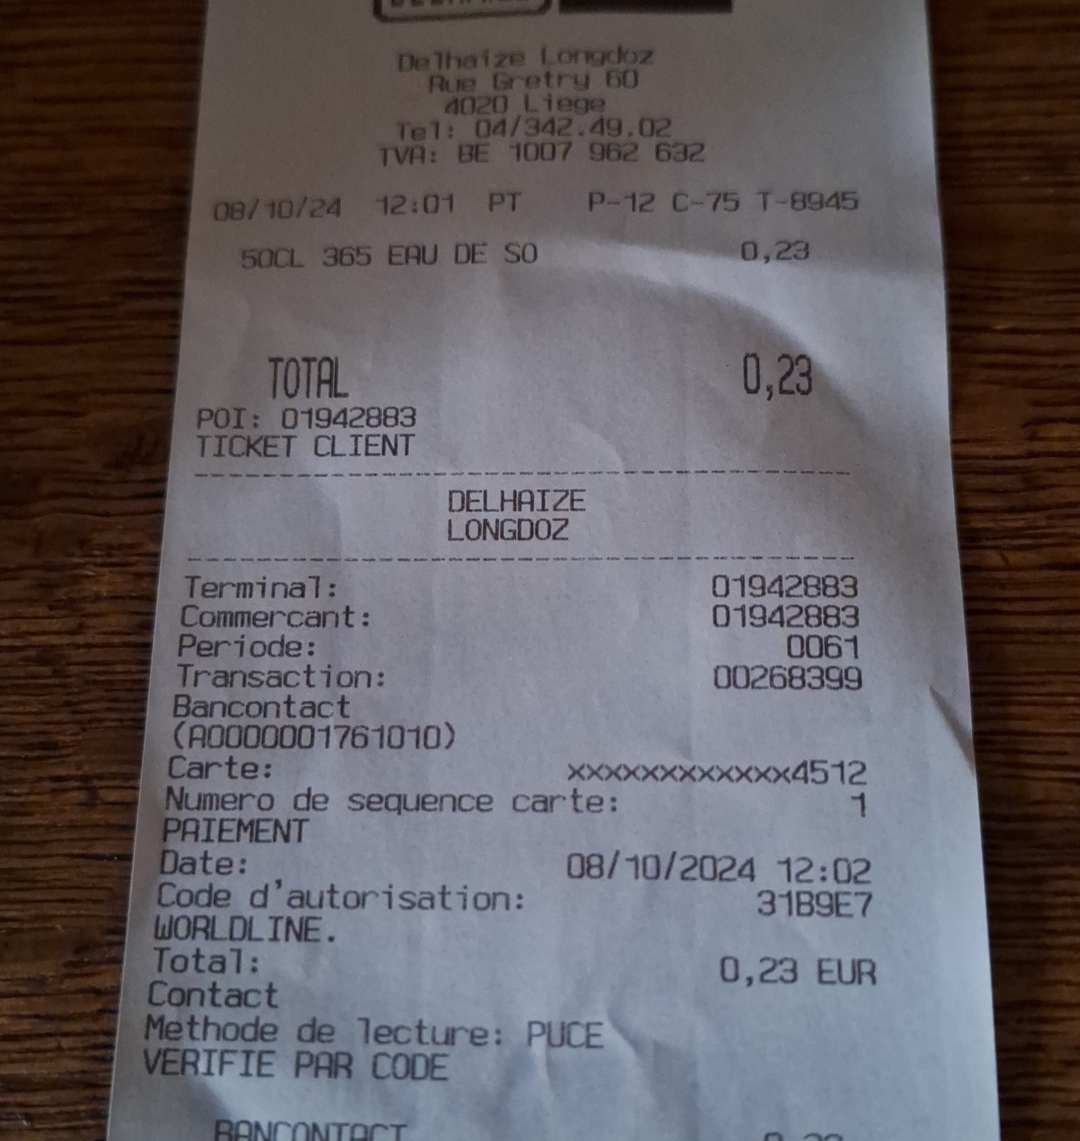 Delhaize Longdoz
Rue Gretry 60
4020 Liege
Tel: 04/342.49.02
TVA: BE 1007 962 632
08/10/24 12:01 PT P-12 C-75 T-8945
50CL 365 EAU DE SO 0,23
TOTAL 0,23
POI: 01942883
TICKET CLIENT
DELHAIZE
LONGDOZ
Terminal: 01942883
Commercant: 01942883
Periode: 0061
Transaction: 00268399
Bancontact
(A0000001761010)
Carte: xxxxxxxxxxxxx4512
Numero de sequence carte: 1
PAIEMENT
Date: 08/10/2024 12:02
Code d'autorisation: 31B9E7
WORLDLINE.
Total: 0,23 EUR
Contact
Methode de lecture: PUCE
VERIFIE PAR CODE
BANCONTACT